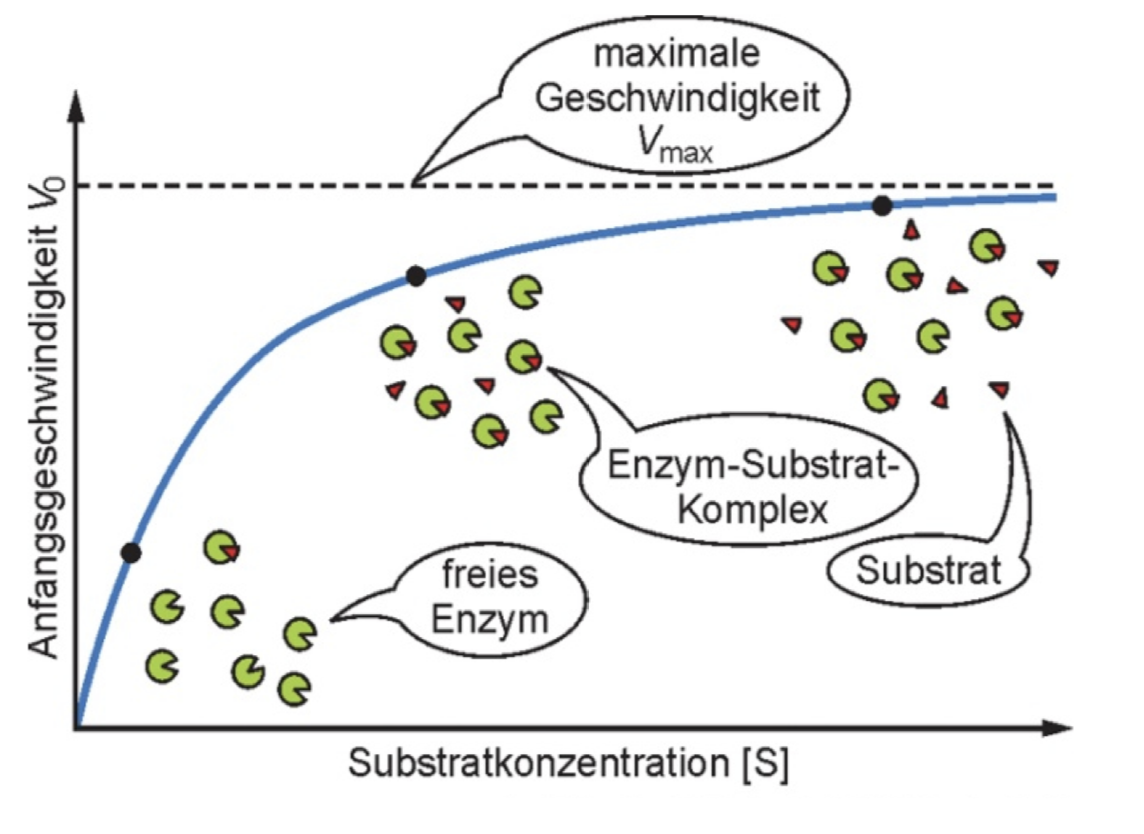 maximale
Geschwindigkeit
Vmax
Anfangsgeschwindigkeit V0
Enzym-Substrat-
Komplex
freies
Enzym
Substrat
Substratkonzentration [S]